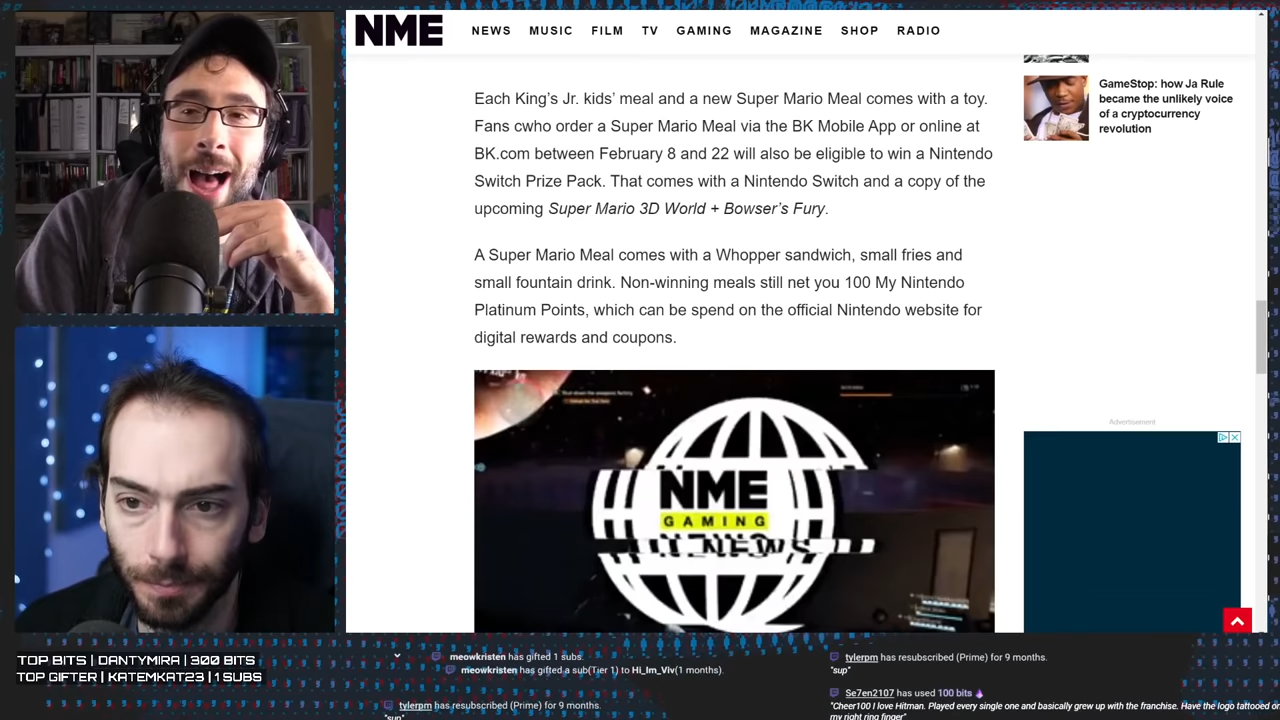 NME
NEWS MUSIC FILM TV GAMING MAGAZINE SHOP RADIO
Each King's Jr. kids' meal and a new Super Mario Meal comes with a toy.
Fans cwho order a Super Mario Meal via the BK Mobile App or online at
BK.com between February 8 and 22 will also be eligible to win a Nintendo
Switch Prize Pack. That comes with a Nintendo Switch and a copy of the
upcoming Super Mario 3D World + Bowser's Fury.
A Super Mario Meal comes with a Whopper sandwich, small fries and
small fountain drink. Non-winning meals still net you 100 My Nintendo
Platinum Points, which can be spend on the official Nintendo website for
digital rewards and coupons.
NME
GAMING
NEWS
GameStop: how Ja Rule
became the unlikely voice
of a cryptocurrency
revolution
Advertisement
TOP BITS | DANTYMIRA | 300 BITS
TOP GIFTER | KATEMKAT23 | 1 SUBS
meowkristen has gifted 1 subs.
meowkristen has gifted a sub(Tier 1) to Hi_Im_Viv(1 months).
tylerpm has resubscribed (Prime) for 9 months.
"sup"
tylerpm has resubscribed (Prime) for 9 months.
"sup"
Se7en2107 has used 100 bits
"Cheer100 I love Hitman. Played every single one and basically grew up with the franchise. Have the logo tattooed on
my right ring finger"